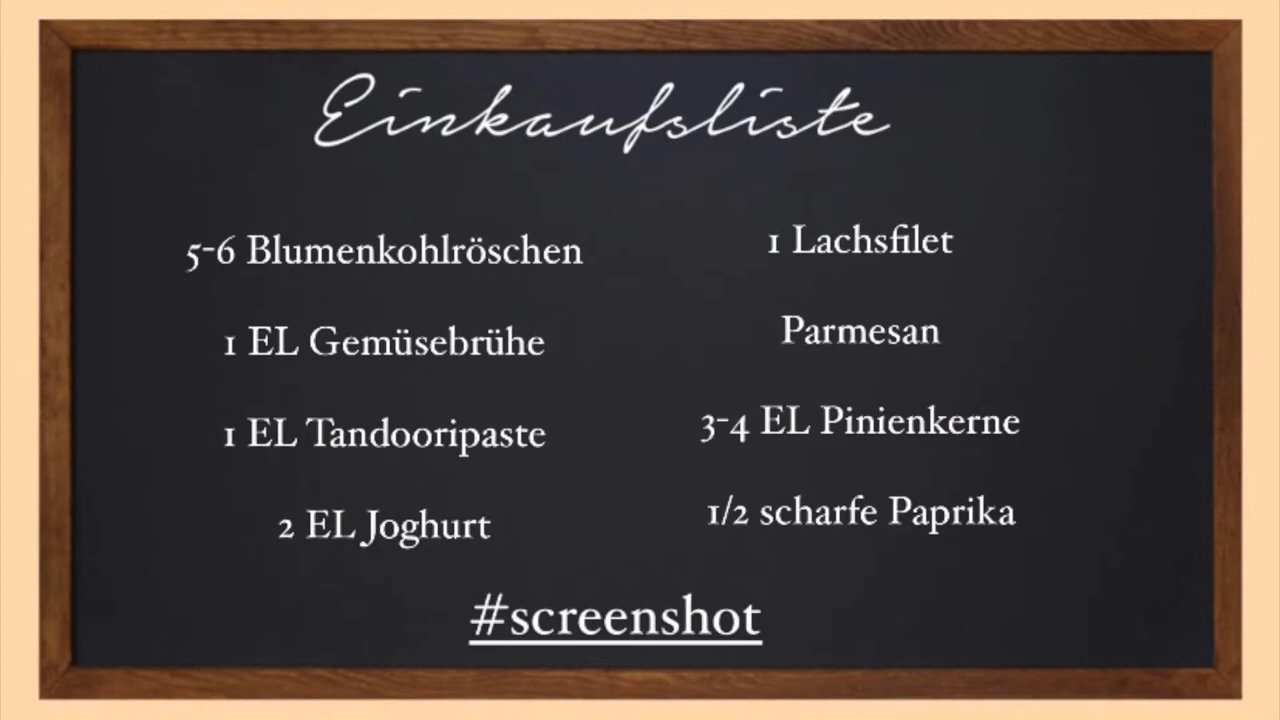 Einkaufsliste
5-6 Blumenkohlröschen
1 EL Gemüsebrühe
1 EL Tandooripaste
2 EL Joghurt
1 Lachsfilet
Parmesan
3-4 EL Pinienkerne
1/2 scharfe Paprika
#screenshot